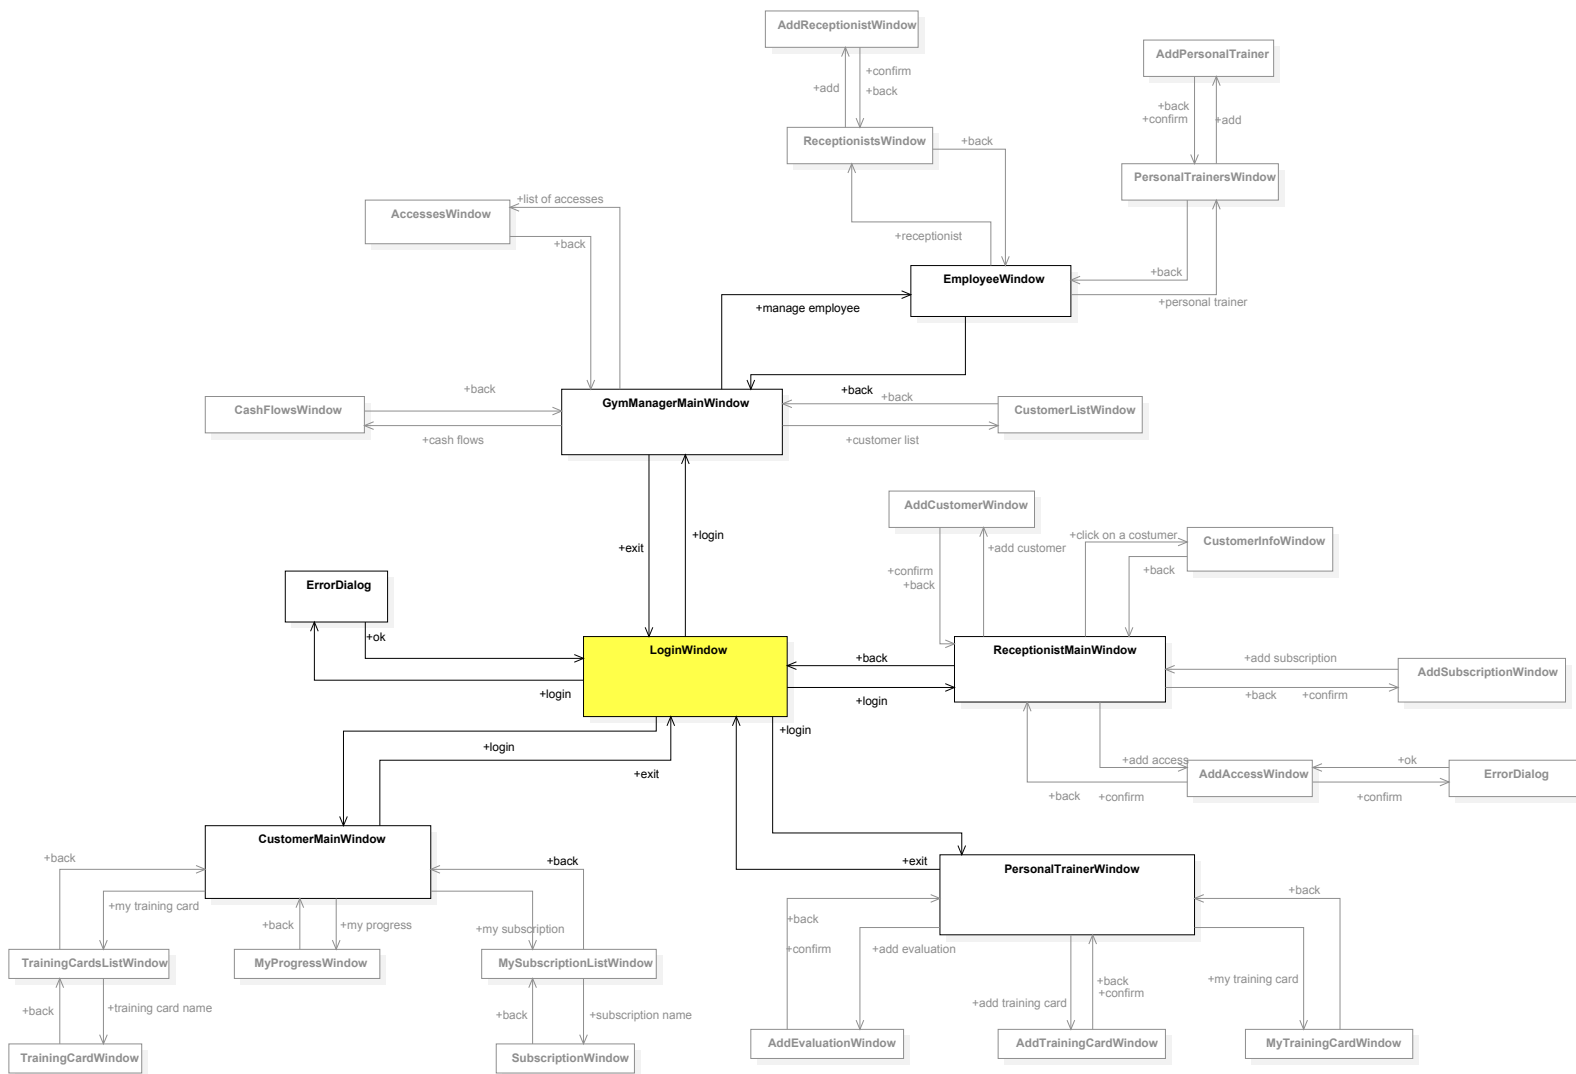 AddReceptionistWindow
+confirm
+add
+back
ReceptionistsWindow
+back
+receptionist
AddPersonalTrainer
+back
+confirm
+add
PersonalTrainersWindow
+back
+personal trainer
AccessesWindow
+list of accesses
+back
EmployeeWindow
+manage employee
+back
GymManagerMainWindow
CashFlowsWindow
+back
+cash flows
+back
CustomerListWindow
+customer list
+exit
+login
AddCustomerWindow
+add customer
+confirm
+back
+click on a costumer
CustomerInfoWindow
+back
ErrorDialog
+ok
+login
LoginWindow
+back
+login
ReceptionistMainWindow
+add subscription
AddSubscriptionWindow
+back
+confirm
+add access
AddAccessWindow
+back
+confirm
+ok
+confirm
ErrorDialog
+login
+exit
+login
+exit
CustomerMainWindow
+back
+my training card
+back
+my progress
+back
+my subscription
TrainingCardsListWindow
MyProgressWindow
MySubscriptionListWindow
+back
+training card name
+back
+subscription name
TrainingCardWindow
SubscriptionWindow
PersonalTrainerWindow
+back
+confirm
+add evaluation
+add training card
+back
+confirm
+back
+my training card
AddEvaluationWindow
AddTrainingCardWindow
MyTrainingCardWindow